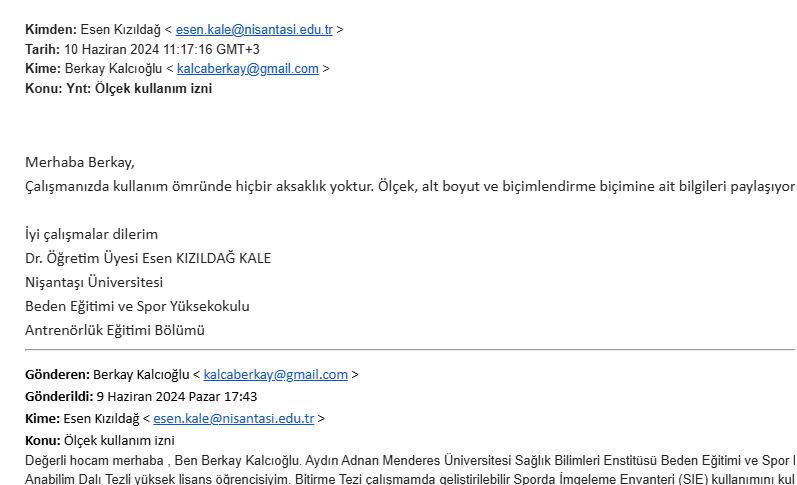 Kimden: Esen Kızıldağ < esen.kale@nisantasi.edu.tr >
Tarih: 10 Haziran 2024 11:17:16 GMT+3
Kime: Berkay Kalcıoğlu < kalcaberkay@gmail.com >
Konu: Ynt: Ölçek kullanım izni
Merhaba Berkay,
Çalışmanızda kullanım ömründe hiçbir aksaklık yoktur. Ölçek, alt boyut ve biçimlendirme biçimine ait bilgileri paylaşıyor
İyi çalışmalar dilerim
Dr. Öğretim Üyesi Esen KIZILDAĞ KALE
Nişantaşı Üniversitesi
Beden Eğitimi ve Spor Yüksekokulu
Antrenörlük Eğitimi Bölümü
Gönderen: Berkay Kalcıoğlu < kalcaberkay@gmail.com >
Gönderildi: 9 Haziran 2024 Pazar 17:43
Kime: Esen Kızıldağ < esen.kale@nisantasi.edu.tr >
Konu: Ölçek kullanım izni
Değerli hocam merhaba , Ben Berkay Kalcıoğlu. Aydın Adnan Menderes Üniversitesi Sağlık Bilimleri Enstitüsü Beden Eğitimi ve Spor
Anabilim Dalı Tezli yüksek lisans öğrencisiyim. Bitirme Tezi çalışmamda geliştirilebilir Sporda İmgeleme Envanteri (SIE) kullanımını kul